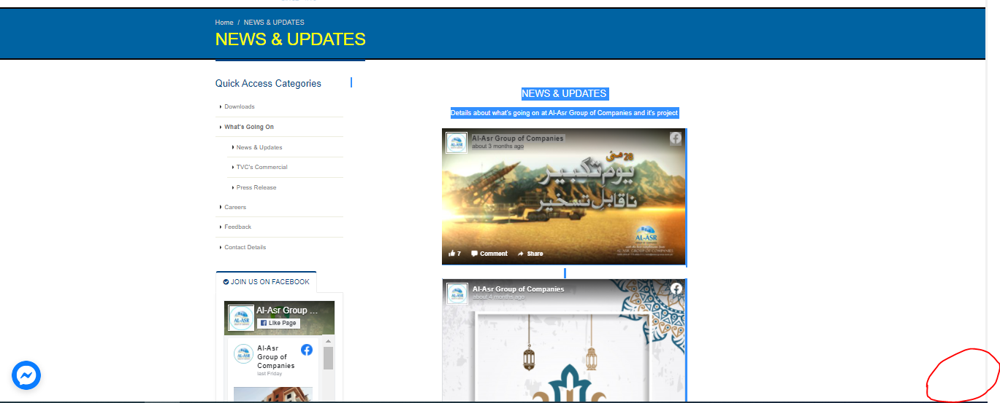 Home / NEWS & UPDATES
NEWS & UPDATES
Quick Access Categories
Downloads
What's Going On
News & Updates
TVC's Commercial
Press Release
Careers
Feedback
Contact Details
JOIN US ON FACEBOOK
Al-Asr Group ...
Like Page
Al-Asr
Group of
Companies
last Friday
NEWS & UPDATES
Details about what's going on at Al-Asr Group of Companies and it's project
Al-Asr Group of Companies
about 3 months ago
28 مئی
یوم تکبیر
ناقابلِ تسخیر
AL-ASR
AL-ASR GROUP OF COMPANIES
7 Comment Share
Al-Asr Group of Companies
about 4 months ago